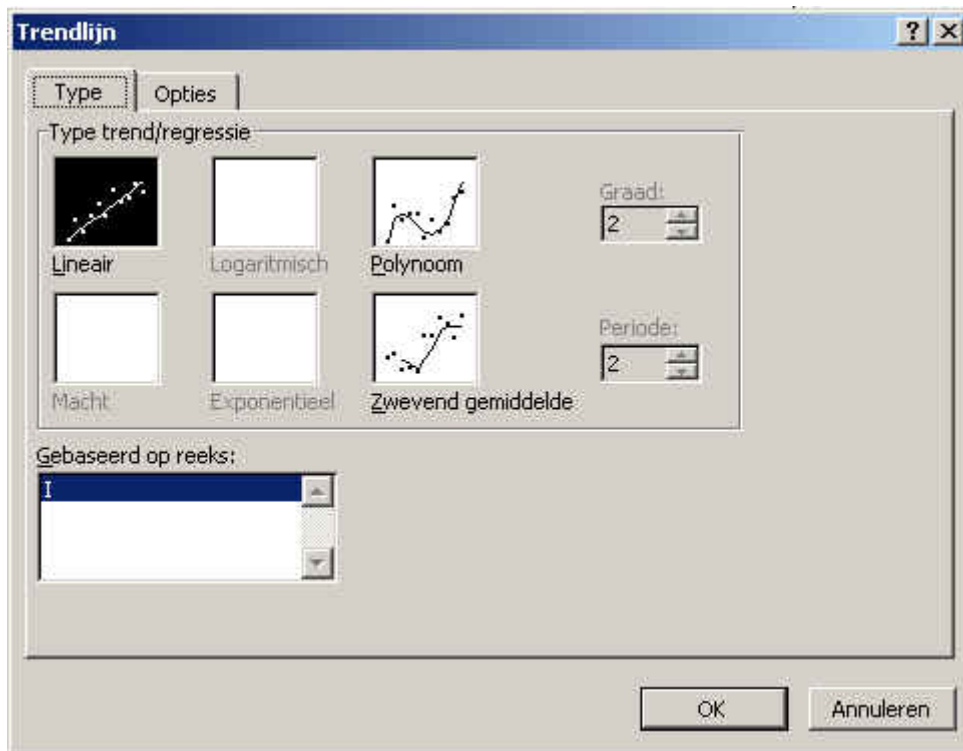 Trendlijn
Type Opties
Type trend/regressie
Graad:
2
Lineair Logaritmisch Polynoom
Periode:
2
Macht Exponentieel Zwevend gemiddelde
Gebaseerd op reeks:
I
OK Annuleren